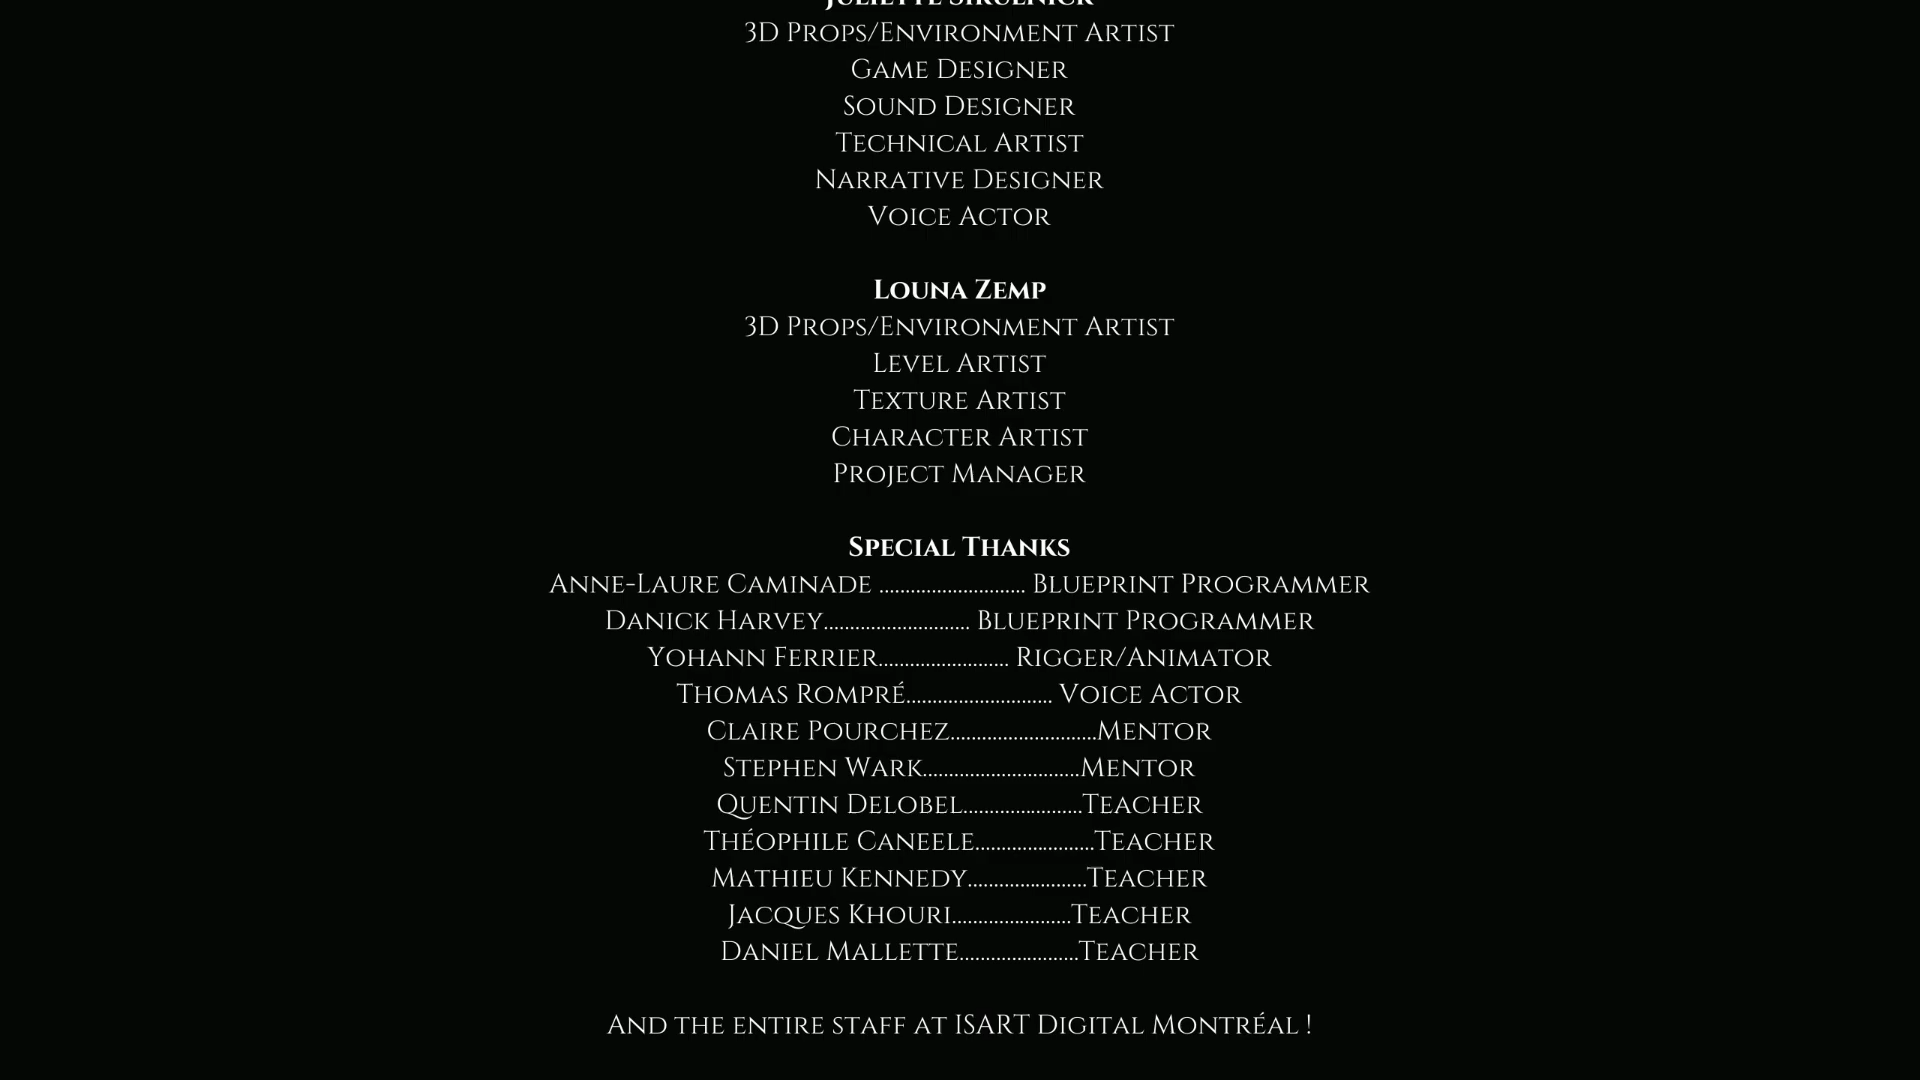 Juliette Sirulnick
3D Props/Environment Artist
Game Designer
Sound Designer
Technical Artist
Narrative Designer
Voice Actor
Louna Zemp
3D Props/Environment Artist
Level Artist
Texture Artist
Character Artist
Project Manager
Special Thanks
Anne-Laure Caminade ............................ Blueprint Programmer
Danick Harvey............................ Blueprint Programmer
Yohann Ferrier......................... Rigger/Animator
Thomas Rompré............................ Voice Actor
Claire Pourchez............................Mentor
Stephen Wark..............................Mentor
Quentin Delobel.......................Teacher
Théophile Caneele.......................Teacher
Mathieu Kennedy.......................Teacher
Jacques Khouri.......................Teacher
Daniel Mallette.......................Teacher
And the entire staff at ISART Digital Montréal !